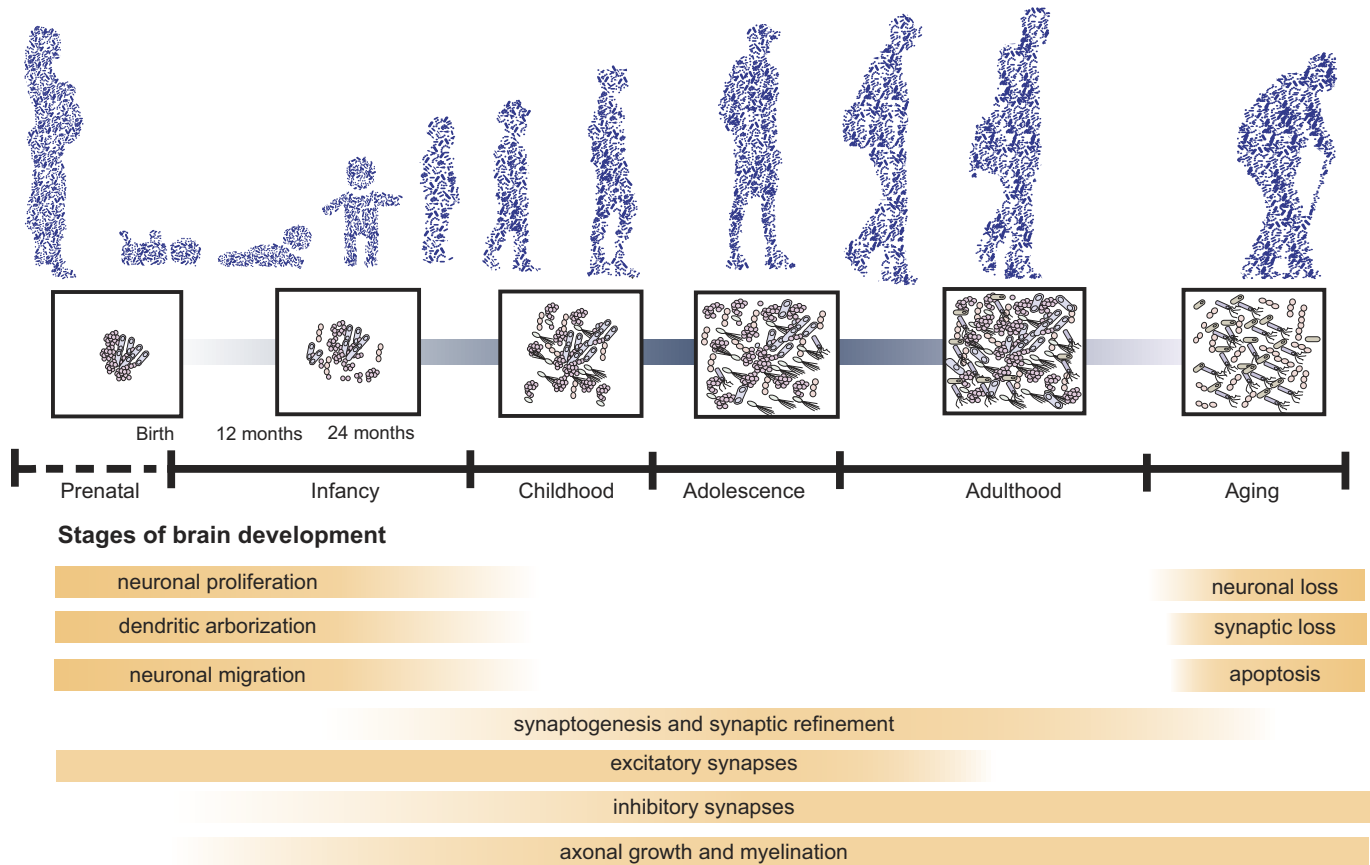 Birth 12 months 24 months
Prenatal Infancy Childhood Adolescence Adulthood Aging
Stages of brain development
neuronal proliferation neuronal loss
dendritic arborization synaptic loss
neuronal migration apoptosis
synaptogenesis and synaptic refinement
excitatory synapses
inhibitory synapses
axonal growth and myelination